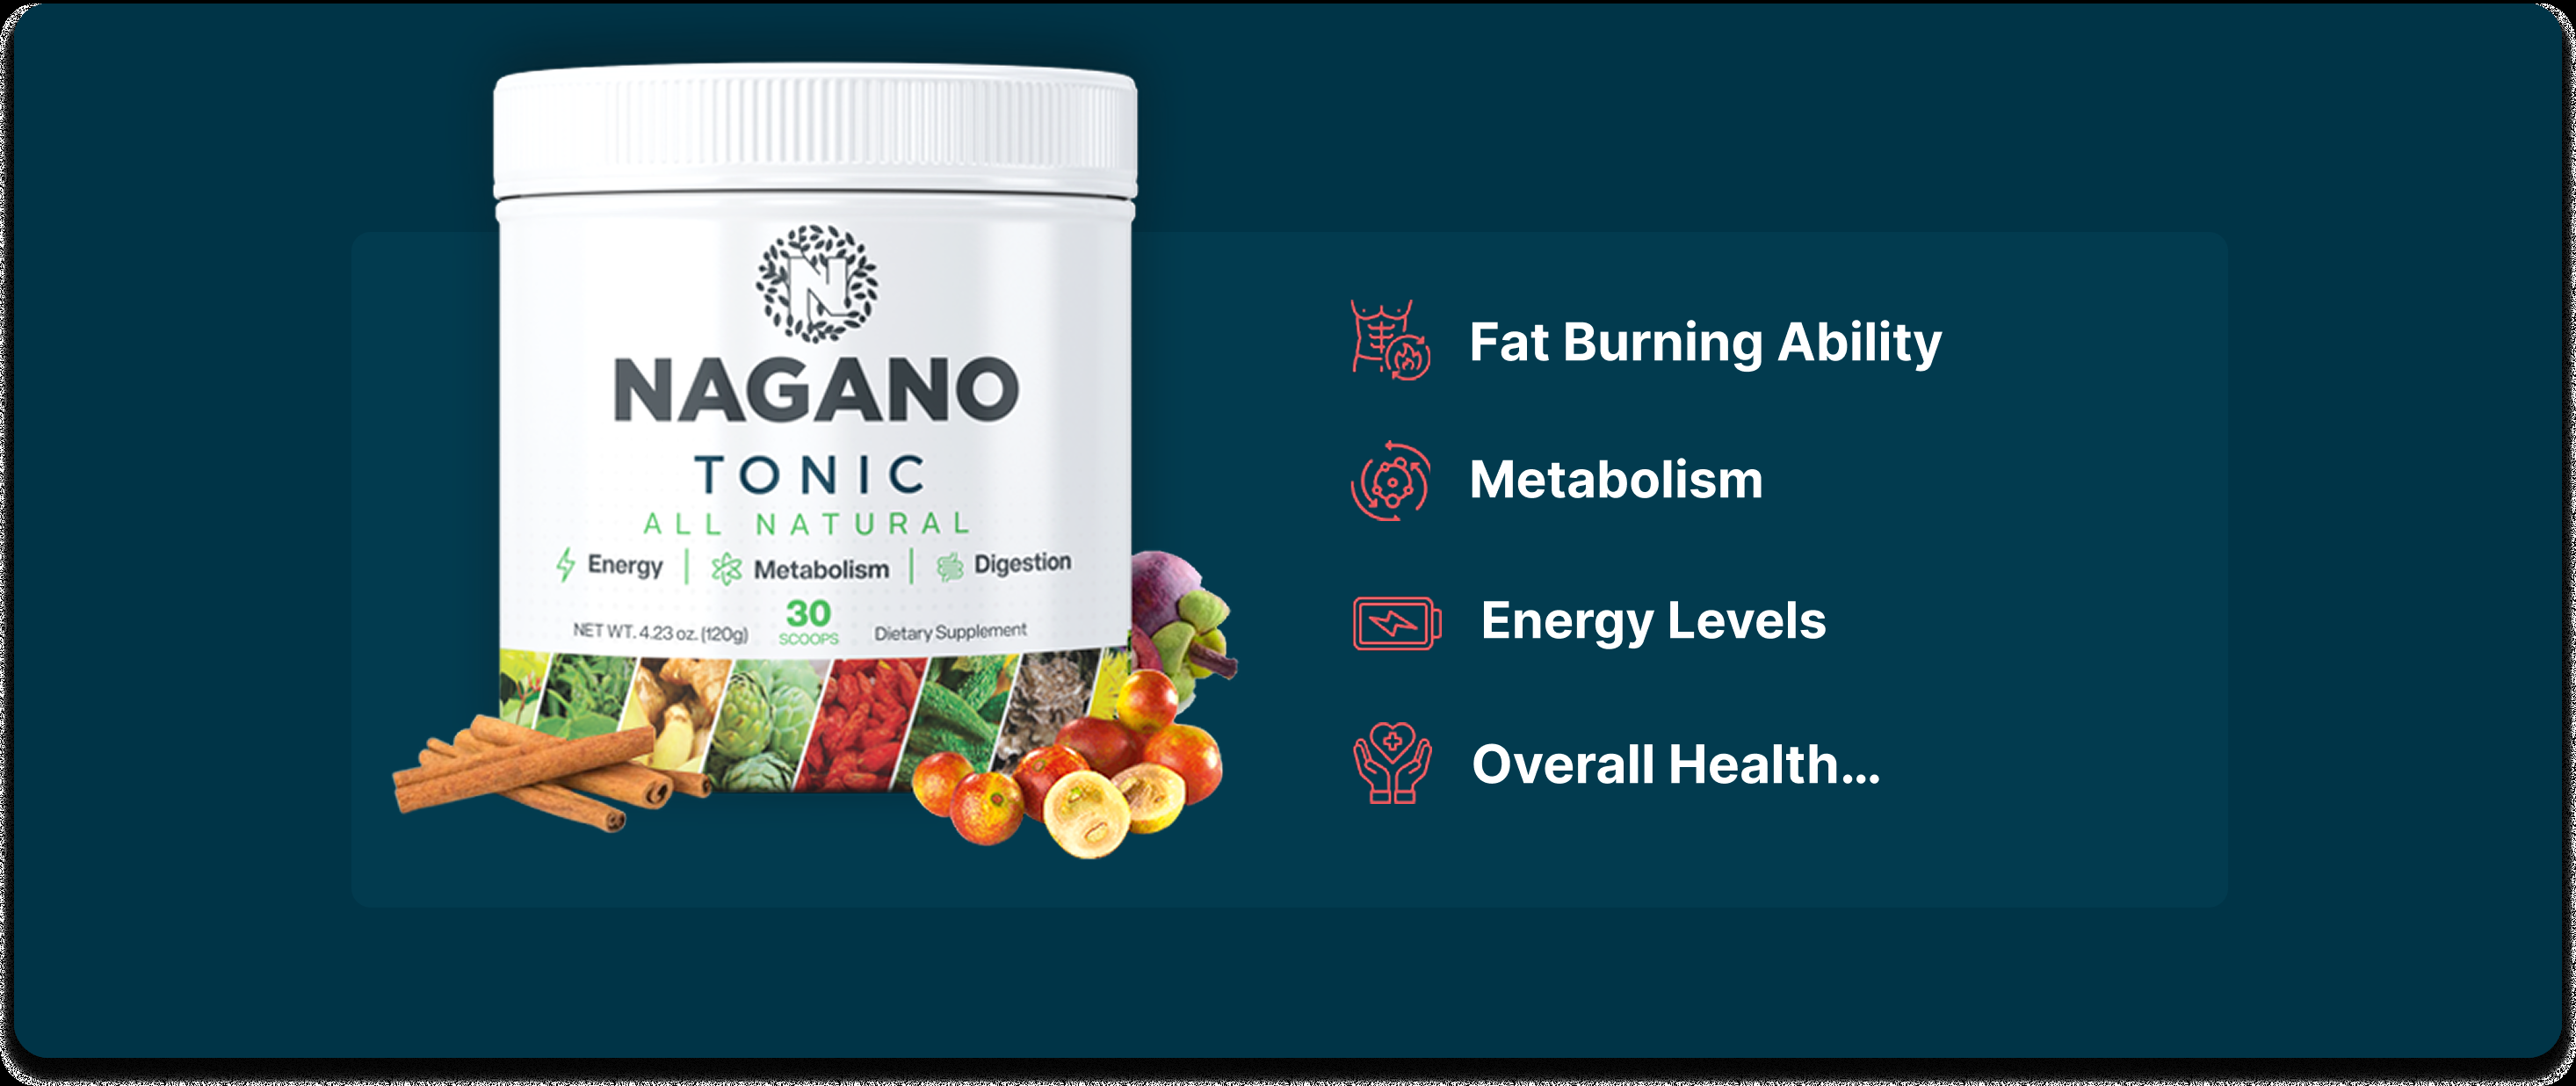 N
NAGANO
TONIC
ALL NATURAL
Energy | Metabolism | Digestion
NET WT. 4.23 oz. (120g)
30
SCOOPS
Dietary Supplement
Fat Burning Ability
Metabolism
Energy Levels
Overall Health...